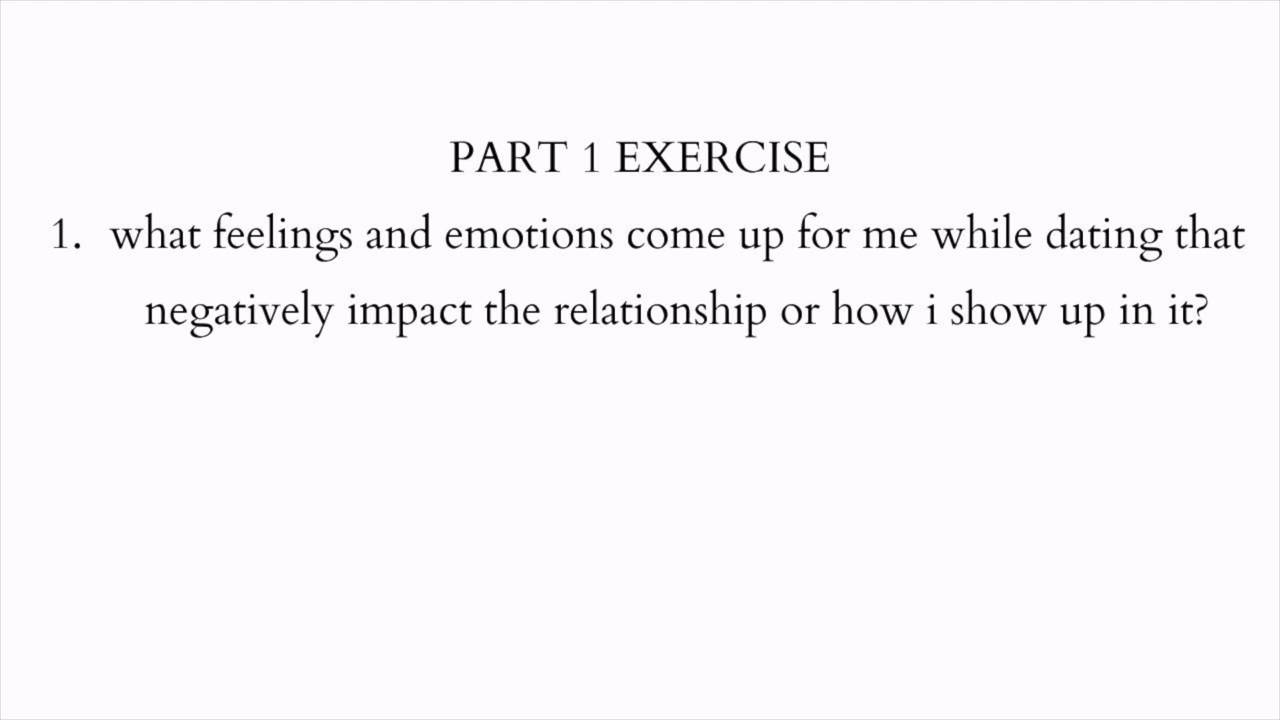 PART 1 EXERCISE
1. what feelings and emotions come up for me while dating that
negatively impact the relationship or how i show up in it?